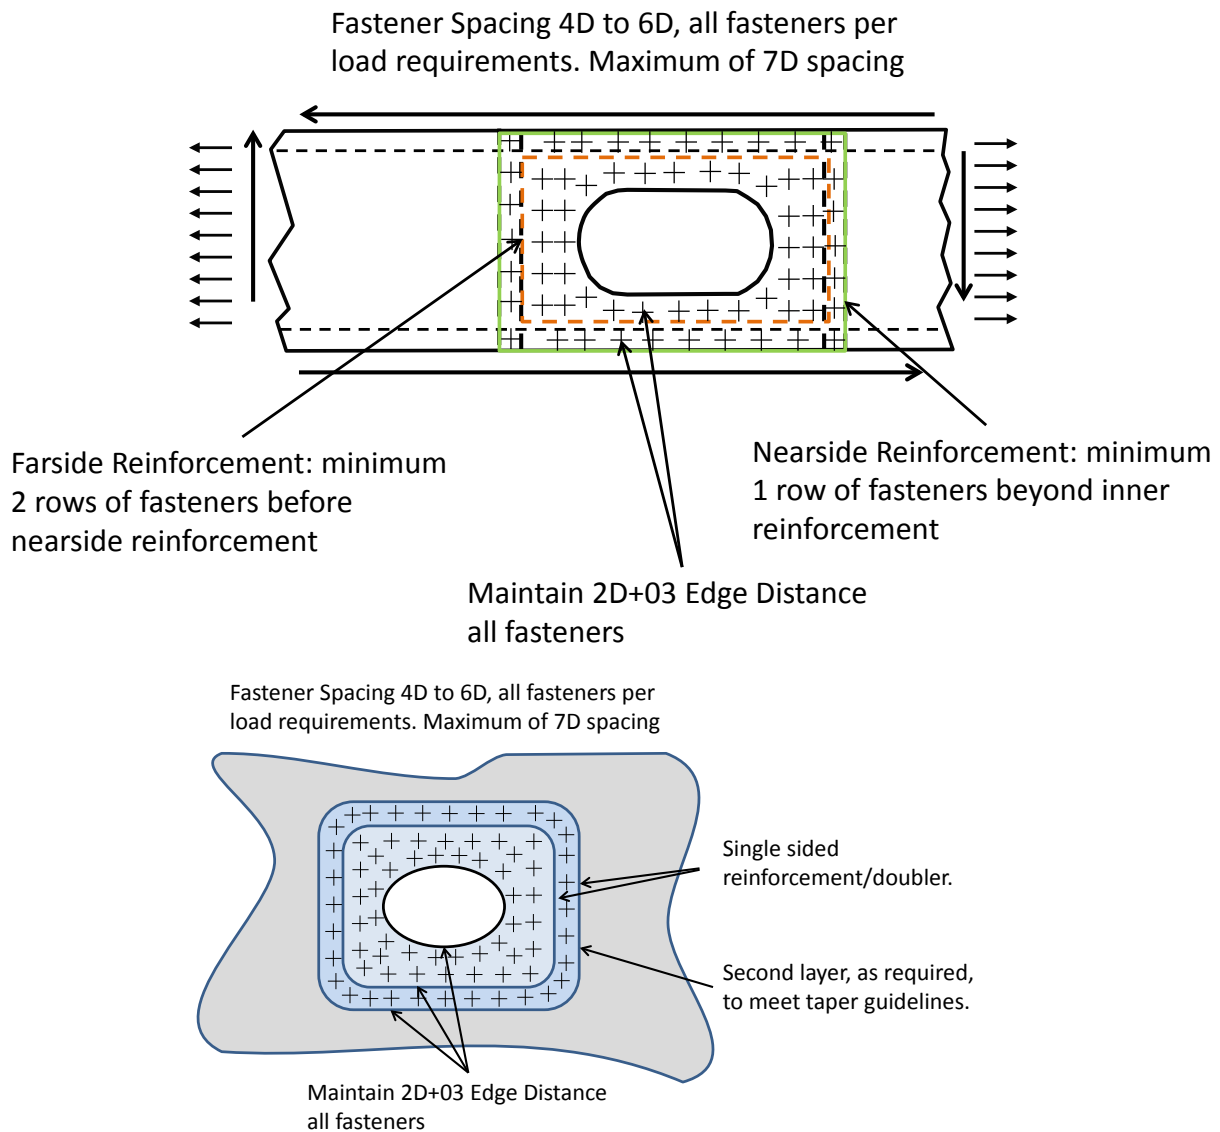 Fastener Spacing 4D to 6D, all fasteners per
load requirements. Maximum of 7D spacing
Farside Reinforcement: minimum
2 rows of fasteners before
nearside reinforcement
Nearside Reinforcement: minimum
1 row of fasteners beyond inner
reinforcement
Maintain 2D+03 Edge Distance
all fasteners
Fastener Spacing 4D to 6D, all fasteners per
load requirements. Maximum of 7D spacing
Single sided
reinforcement/doubler.
Second layer, as required,
to meet taper guidelines.
Maintain 2D+03 Edge Distance
all fasteners